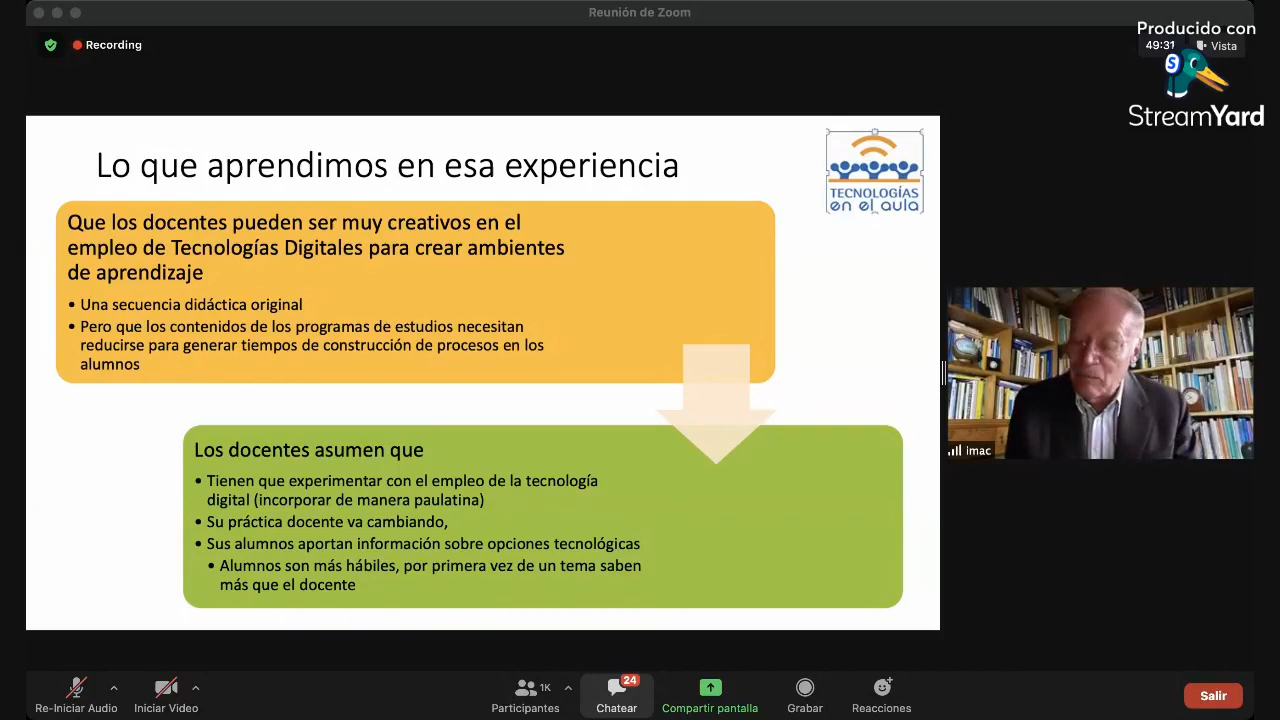 Reunión de Zoom
Recording
Producido con
49:31
Vista
StreamYard
Lo que aprendimos en esa experiencia
TECNOLOGÍAS
en el aula
Que los docentes pueden ser muy creativos en el
empleo de Tecnologías Digitales para crear ambientes
de aprendizaje
• Una secuencia didáctica original
• Pero que los contenidos de los programas de estudios necesitan
reducirse para generar tiempos de construcción de procesos en los
alumnos
Los docentes asumen que
• Tienen que experimentar con el empleo de la tecnología
digital (incorporar de manera paulatina)
• Su práctica docente va cambiando,
• Sus alumnos aportan información sobre opciones tecnológicas
• Alumnos son más hábiles, por primera vez de un tema saben
más que el docente
imac
Re-Iniciar Audio
Iniciar Video
1K
Participantes
24
Chatear
Compartir pantalla
Grabar
Reacciones
Salir